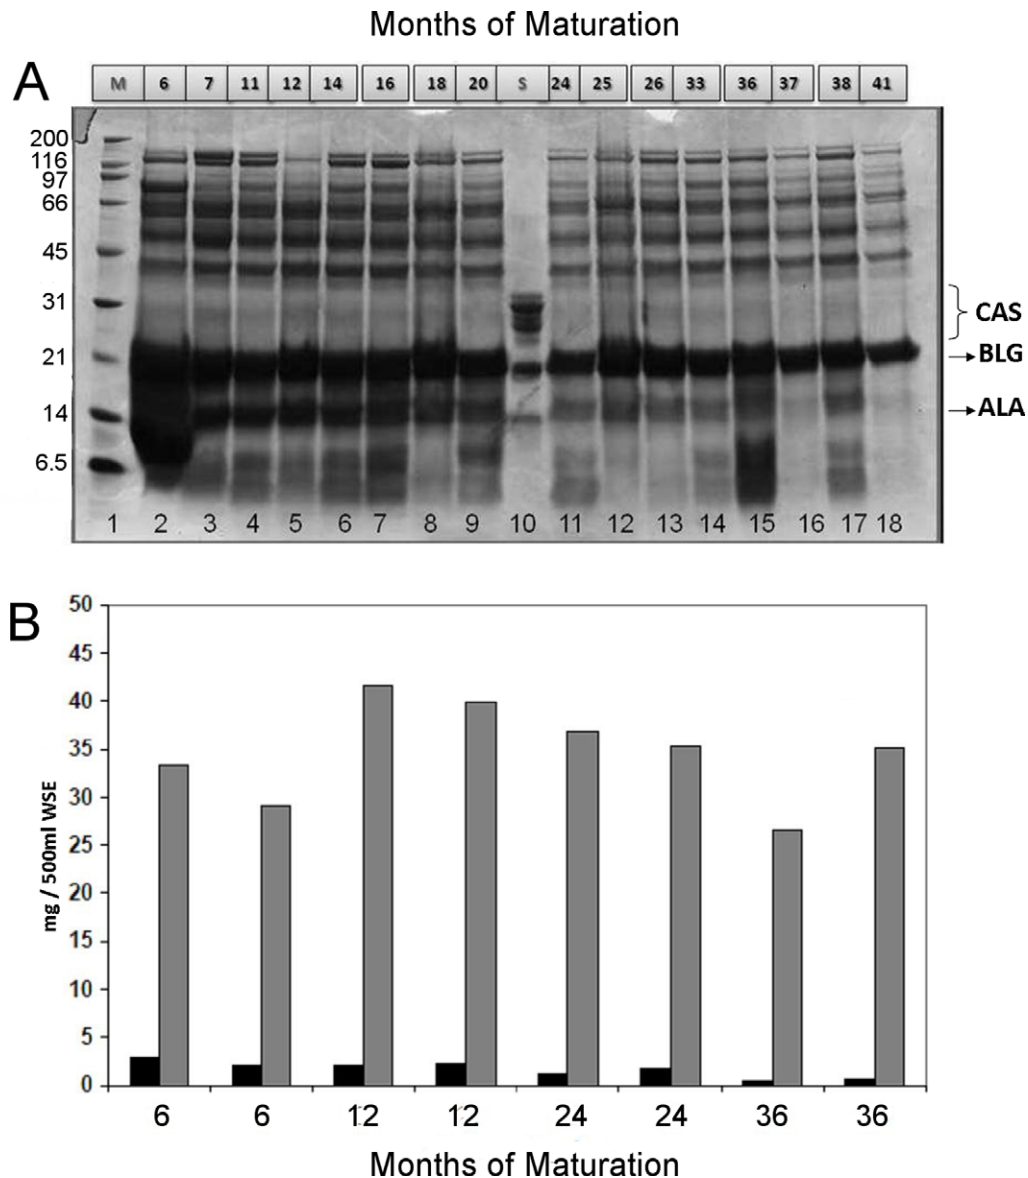 Months of Maturation
A
M 6 7 11 12 14 16 18 20 S 24 25 26 33 36 37 38 41
200
116
97
66
45
31
21
14
6.5
CAS
BLG
ALA
1 2 3 4 5 6 7 8 9 10 11 12 13 14 15 16 17 18
B
50
45
40
35
30
25
20
15
10
5
0
mg / 500ml WSE
6 6 12 12 24 24 36 36
Months of Maturation